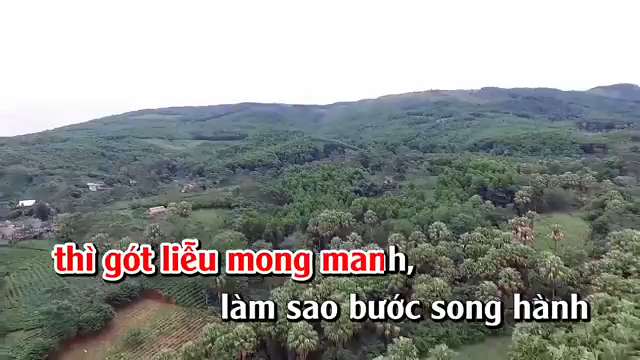 thì gót liễu mong manh,
làm sao bước song hành